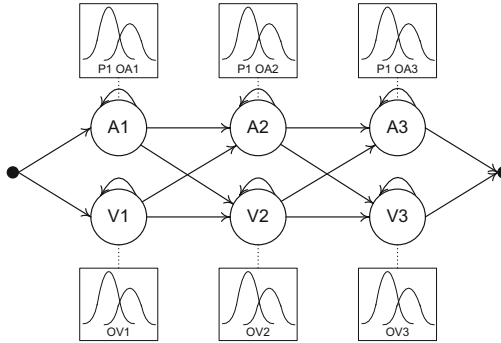 P1 OA1 P1 OA2 P1 OA3
A1 A2 A3
V1 V2 V3
OV1 OV2 OV3